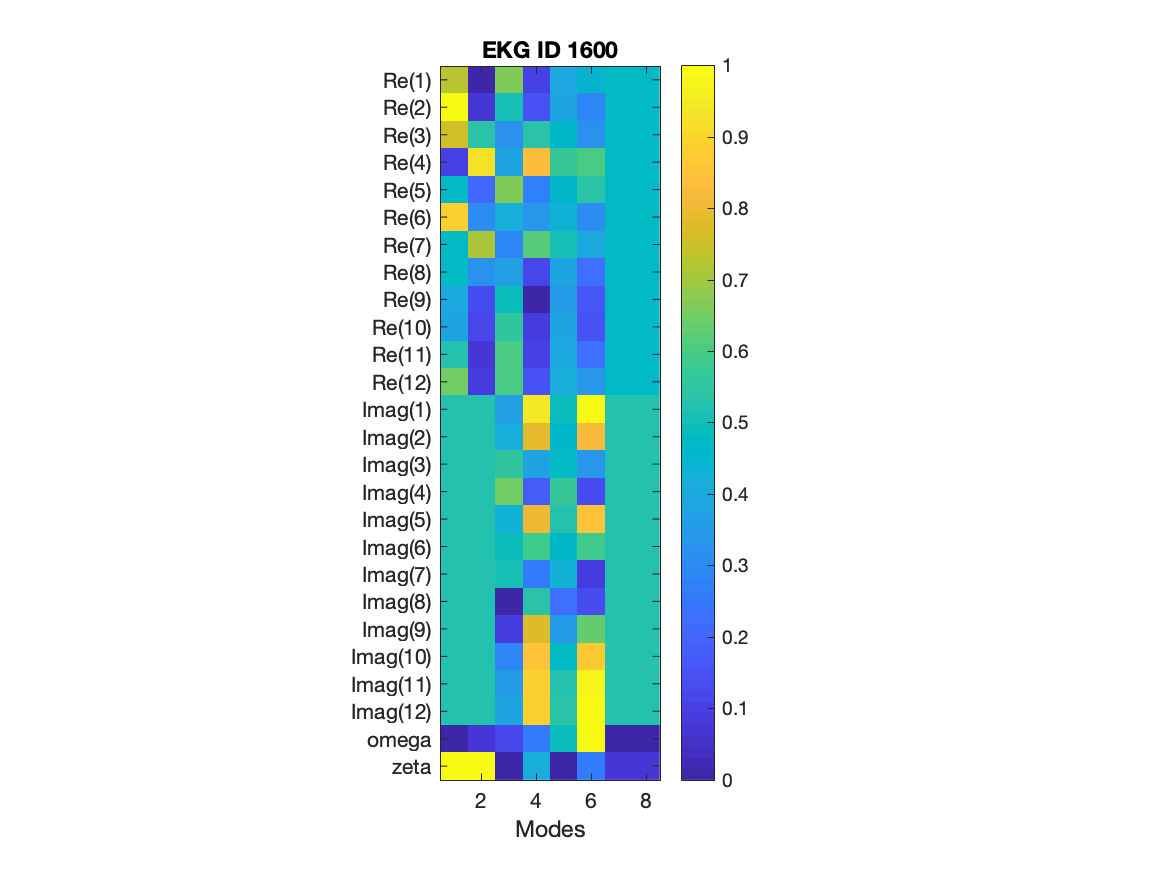 EKG ID 1600
Re(1)
Re(2)
Re(3)
Re(4)
Re(5)
Re(6)
Re(7)
Re(8)
Re(9)
Re(10)
Re(11)
Re(12)
Imag(1)
Imag(2)
Imag(3)
Imag(4)
Imag(5)
Imag(6)
Imag(7)
Imag(8)
Imag(9)
Imag(10)
Imag(11)
Imag(12)
omega
zeta
2 4 6 8
Modes
1
0.9
0.8
0.7
0.6
0.5
0.4
0.3
0.2
0.1
0